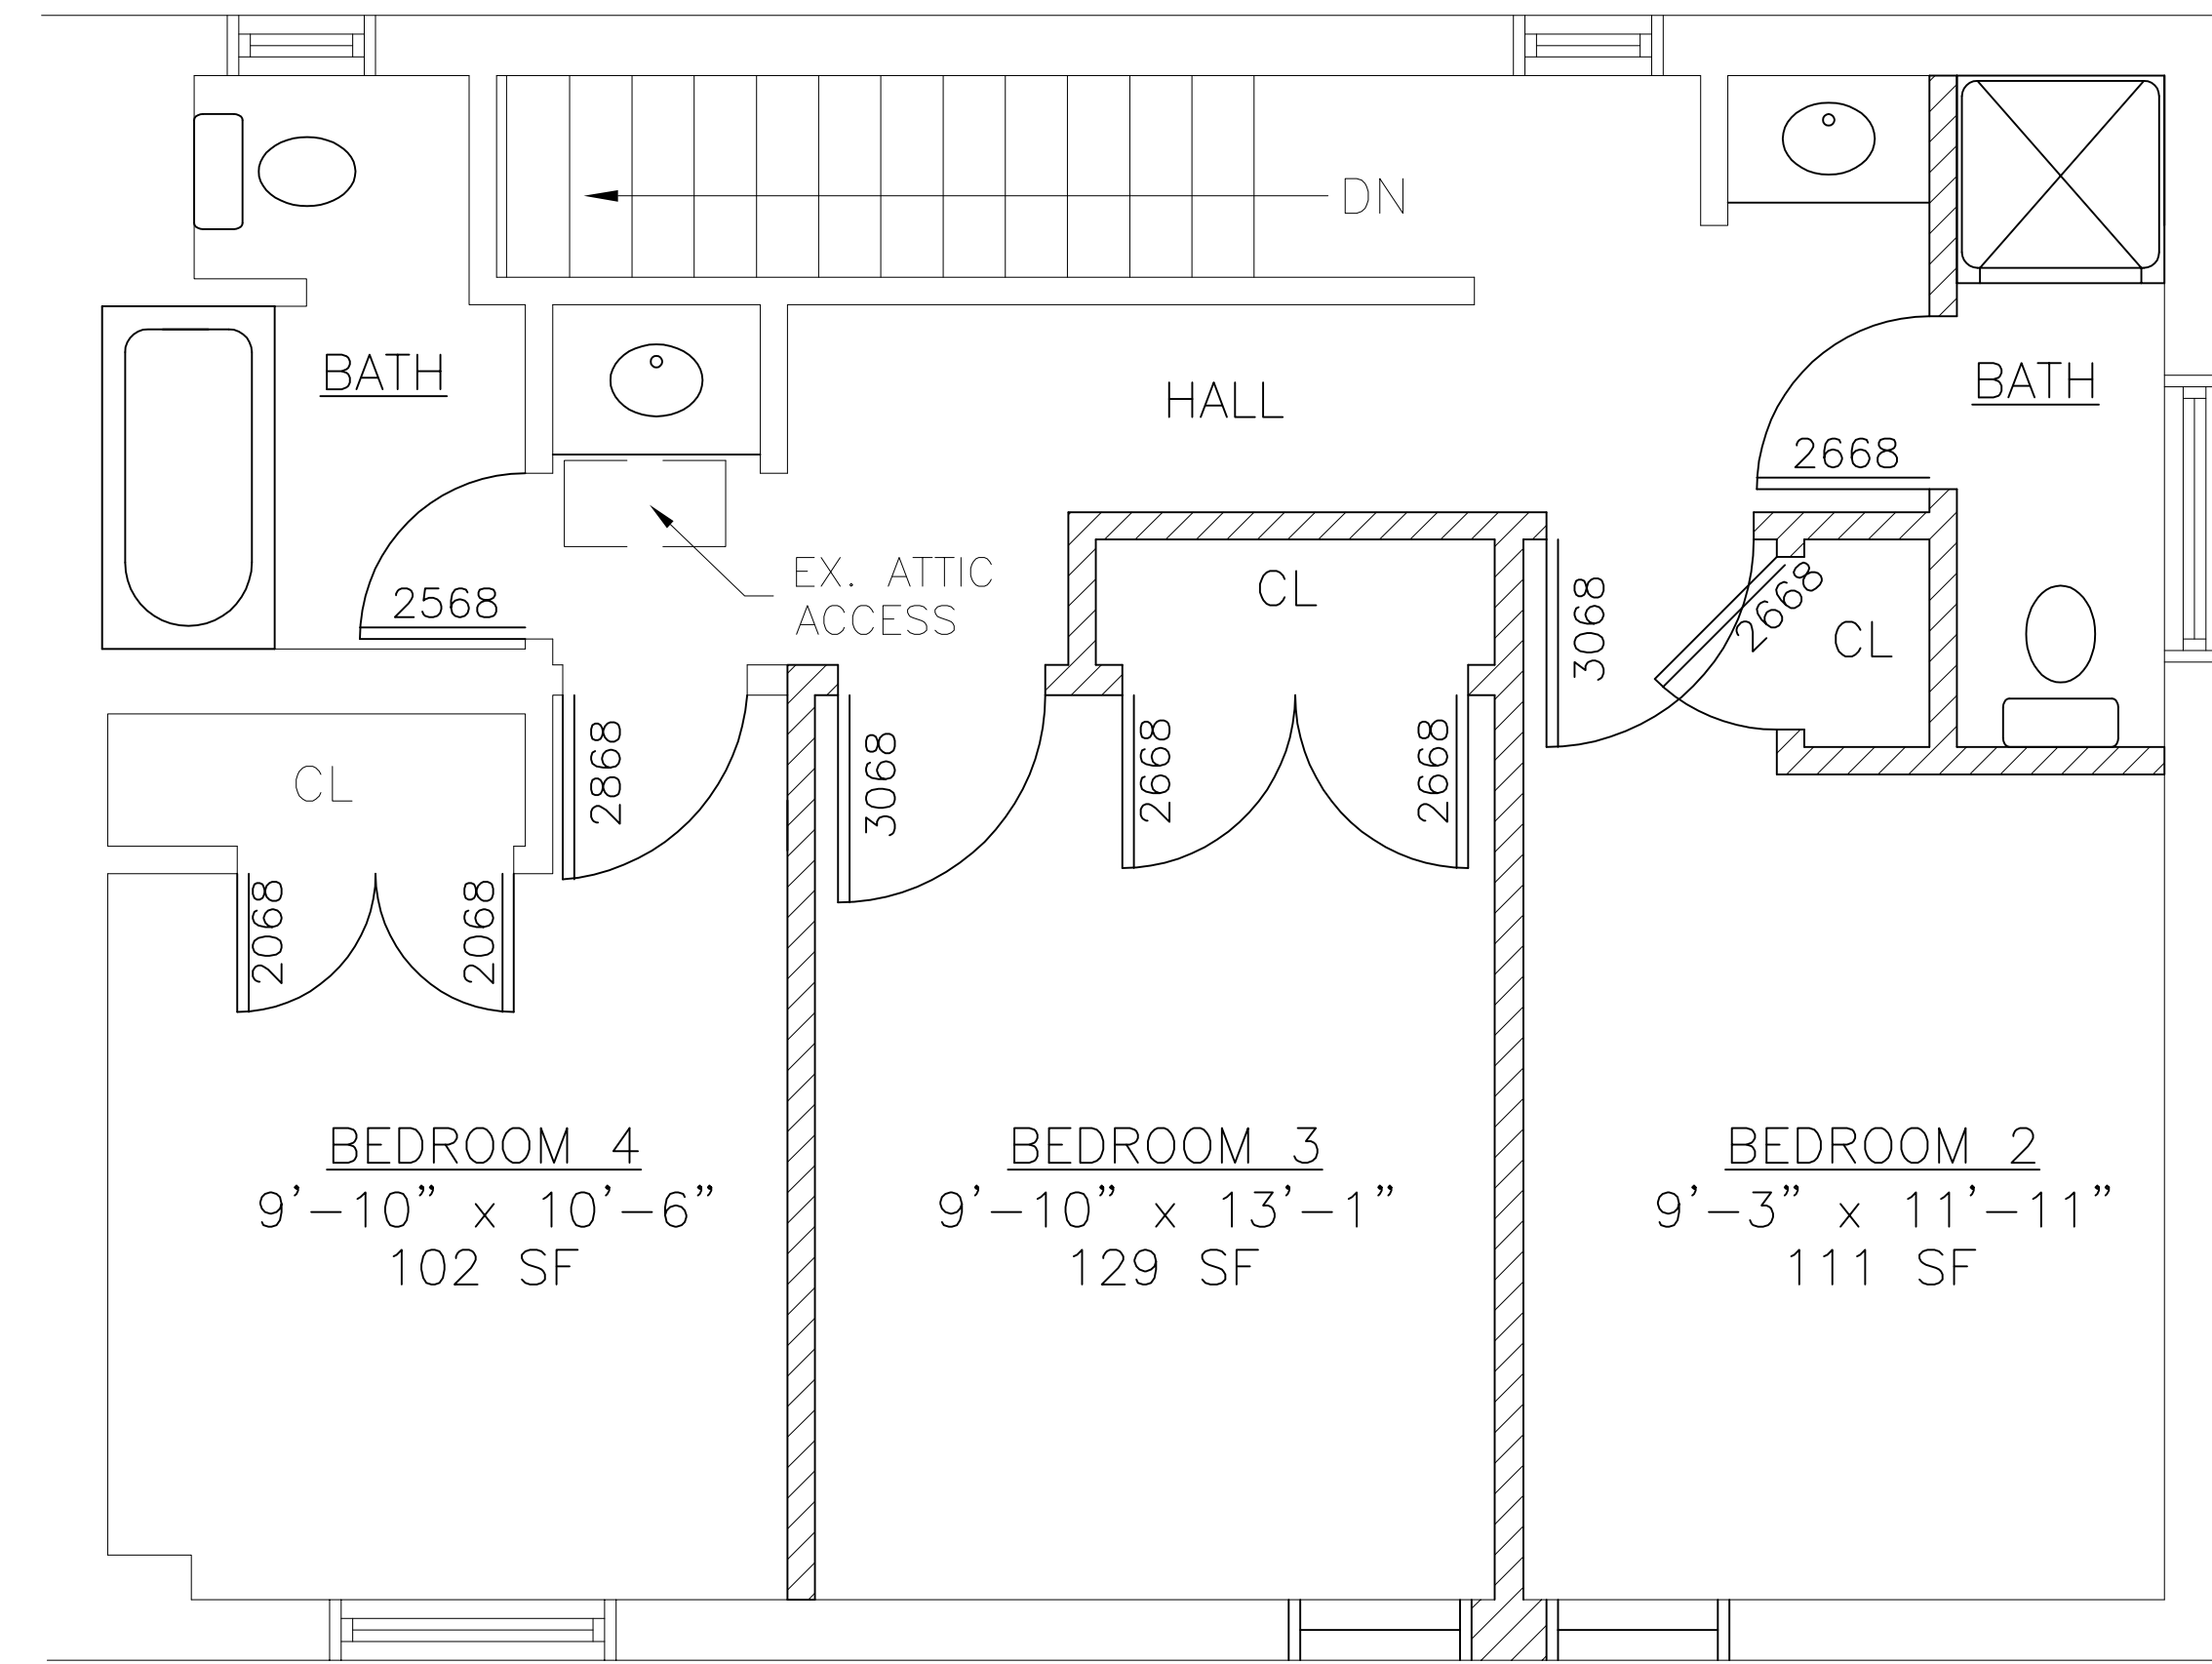 DN
BATH
HALL
BATH
2668
EX. ATTIC
ACCESS
2568
CL
3068
2668
CL
CL
2868
3068
2668
2668
2068
2068
BEDROOM 4
9'-10" x 10'-6"
102 SF
BEDROOM 3
9'-10" x 13'-1"
129 SF
BEDROOM 2
9'-3" x 11'-11"
111 SF